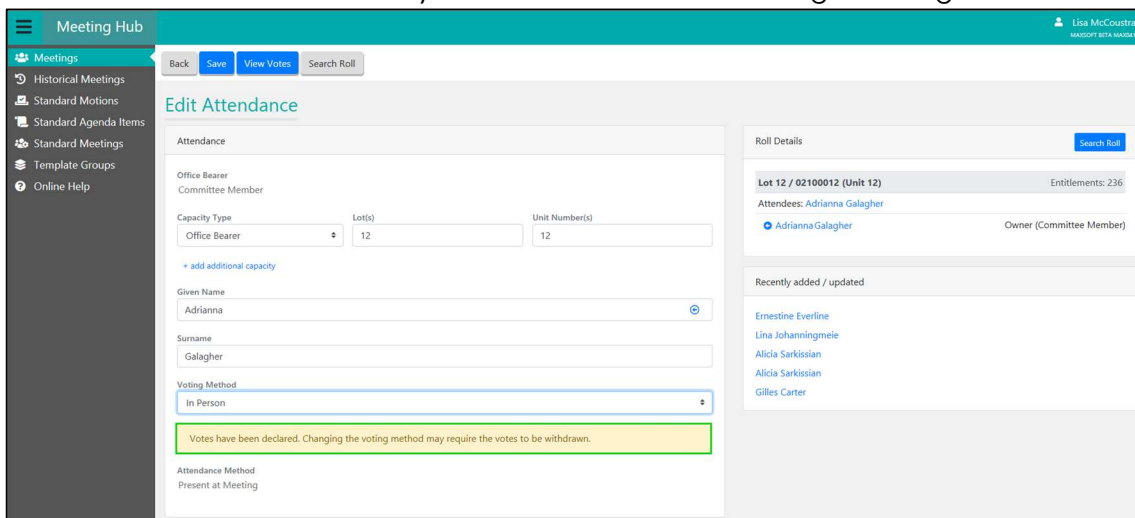 Meeting Hub
Lisa McCoustra
MAXSOFT BETA MAX041
Meetings
Historical Meetings
Standard Motions
Standard Agenda Items
Standard Meetings
Template Groups
Online Help
Back Save View Votes Search Roll
Edit Attendance
Attendance
Office Bearer
Committee Member
Capacity Type Lot(s) Unit Number(s)
Office Bearer 12 12
+ add additional capacity
Given Name
Adrianna
Surname
Galagher
Voting Method
In Person
Votes have been declared. Changing the voting method may require the votes to be withdrawn.
Attendance Method
Present at Meeting
Roll Details Search Roll
Lot 12 / 02100012 (Unit 12) Entitlements: 236
Attendees: Adrianna Galagher
Adrianna Galagher Owner (Committee Member)
Recently added / updated
Ernestine Everline
Lina Johanningmeie
Alicia Sarkissian
Alicia Sarkissian
Gilles Carter